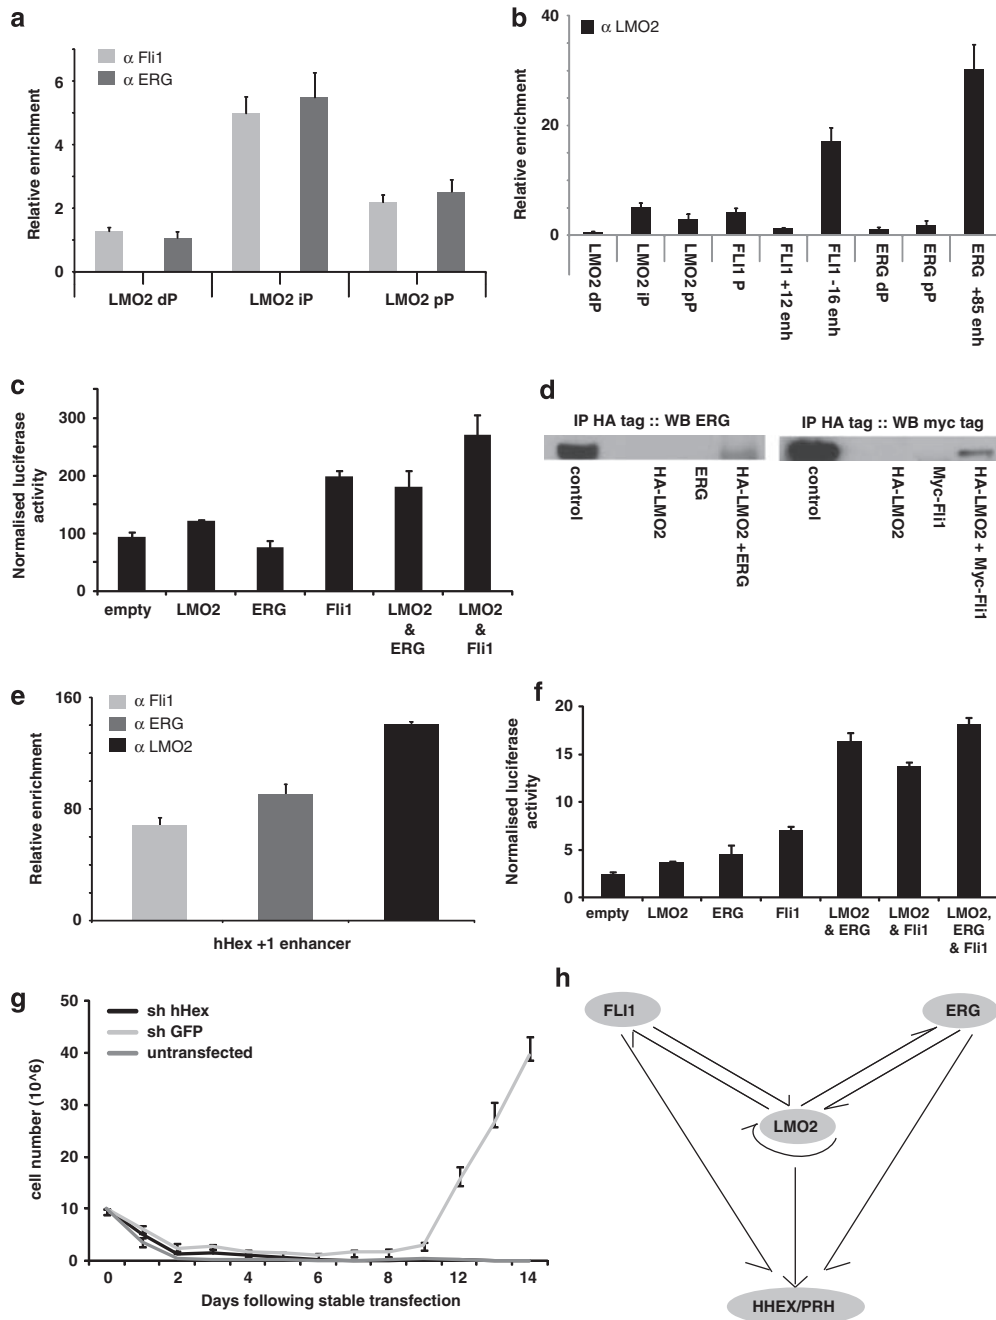 a
α Fli1
α ERG
Relative enrichment
6
4
2
0
LMO2 dP
LMO2 iP
LMO2 pP
b
α LMO2
Relative enrichment
40
20
0
LMO2 dP
LMO2 iP
LMO2 pP
FLI1 P
FLI1 +12 enh
FLI1 -16 enh
ERG dP
ERG pP
ERG +85 enh
c
Normalised luciferase
activity
300
200
100
0
empty
LMO2
ERG
Fli1
LMO2
&
ERG
LMO2
&
Fli1
d
IP HA tag :: WB ERG
control
HA-LMO2
ERG
HA-LMO2 +ERG
IP HA tag :: WB myc tag
control
HA-LMO2
Myc-Fli1
HA-LMO2 + Myc-Fli1
e
α Fli1
α ERG
α LMO2
Relative enrichment
160
80
0
hHex +1 enhancer
f
Normalised luciferase
activity
20
15
10
5
0
empty
LMO2
ERG
Fli1
LMO2
& ERG
LMO2
& Fli1
LMO2,
ERG
& Fli1
g
sh hHex
sh GFP
untransfected
cell number (10^6)
50
40
30
20
10
0
0
2
4
6
8
12
14
Days following stable transfection
h
FLI1
ERG
LMO2
HHEX/PRH